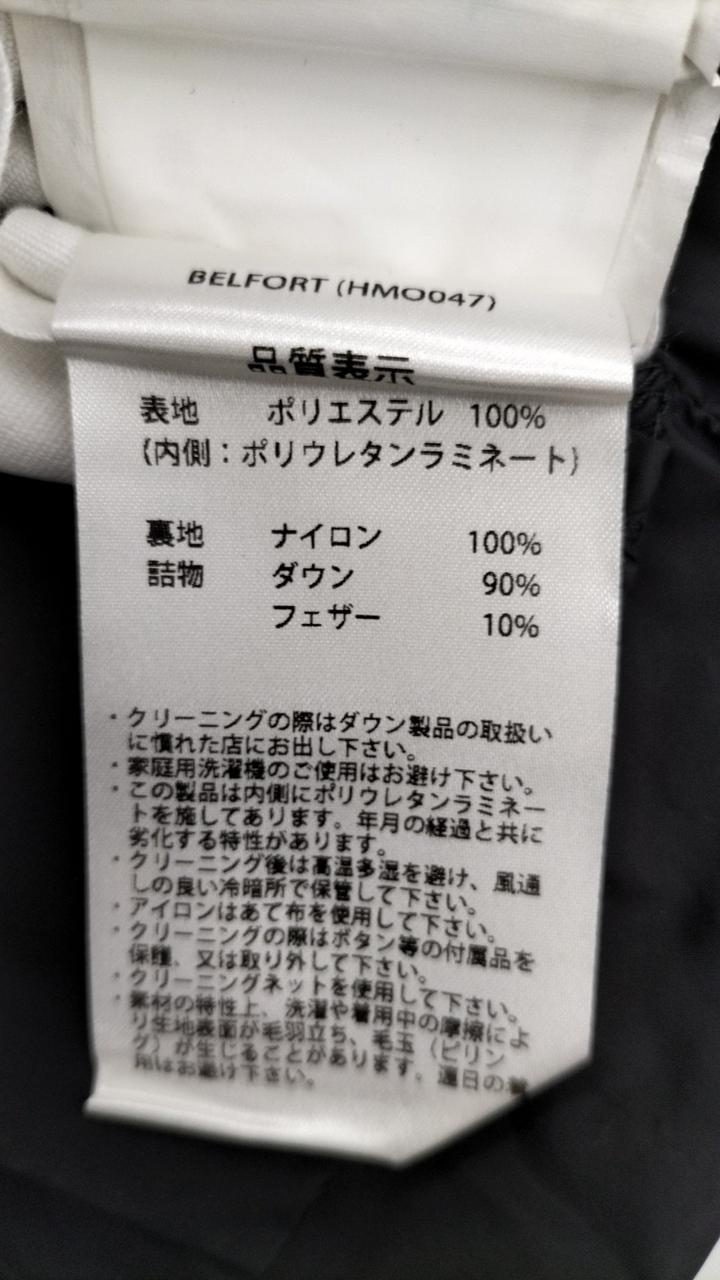 BELFORT (HMO047)
品質表示
表地 ポリエステル 100%
(内側：ポリウレタンラミネート)
裏地 ナイロン 100%
詰物 ダウン 90%
フェザー 10%
・クリーニングの際はダウン製品の取扱い
に慣れた店にお出し下さい。
・家庭用洗濯機のご使用はお避け下さい。
・この製品は内側にポリウレタンラミネー
トを施してあります。年月の経過と共に
劣化する特性があります。
・クリーニング後は高温多湿を避け、風通
しの良い冷暗所で保管して下さい。
・アイロンはあて布を使用して下さい。
・クリーニングの際はボタン等の付属品を
保護、又は取り外して下さい。
・クリーニングネットを使用して下さい。
・素材の特性上、洗濯や着用中の摩擦によ
り生地表面が毛羽立ち、毛玉（ピリン
グ）が生じることがあります。連日の着
用はお避け下さい。